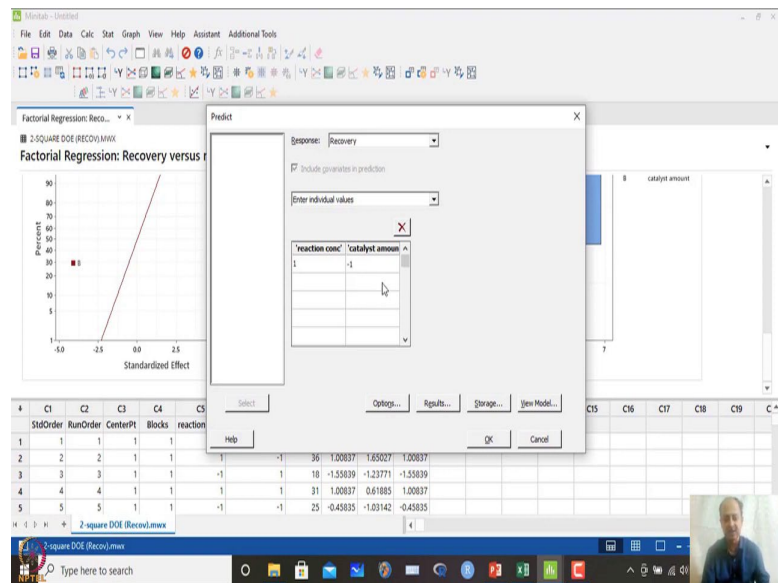 Minitab - Untitled
File Edit Data Calc Stat Graph View Help Assistant Additional Tools
Factorial Regression: Reco...
2-SQUARE DOE (RECOV).MWX
Factorial Regression: Recovery versus r
B catalyst amount
Percent
90
80
70
60
50
40
30
20
10
5
1
B
-5.0 -2.5 0.0 2.5
Standardized Effect
7
Predict
Response: Recovery
Include covariates in prediction
Enter individual values
'reaction conc' 'catalyst amoun
1 -1
Select Options... Results... Storage... View Model...
Help OK Cancel
C1 C2 C3 C4 C5 C15 C16 C17 C18 C19 C
StdOrder RunOrder CenterPt Blocks reaction
1 1 1 1 1
2 2 2 1 1 1 -1 36 1.00837 1.65027 1.00837
3 3 3 1 1 -1 1 18 -1.55839 -1.23771 -1.55839
4 4 4 1 1 1 1 31 1.00837 0.61885 1.00837
5 5 5 1 1 -1 -1 25 -0.45835 -1.03142 -0.45835
2-square DOE (Recov).mwx
2-square DOE (Recov).mwx
Type here to search
NPTEL